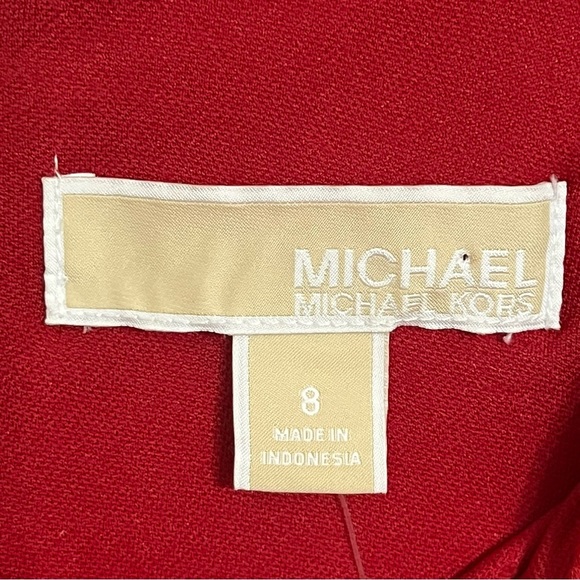 MICHAEL
MICHAEL KORS
8
MADE IN
INDONESIA